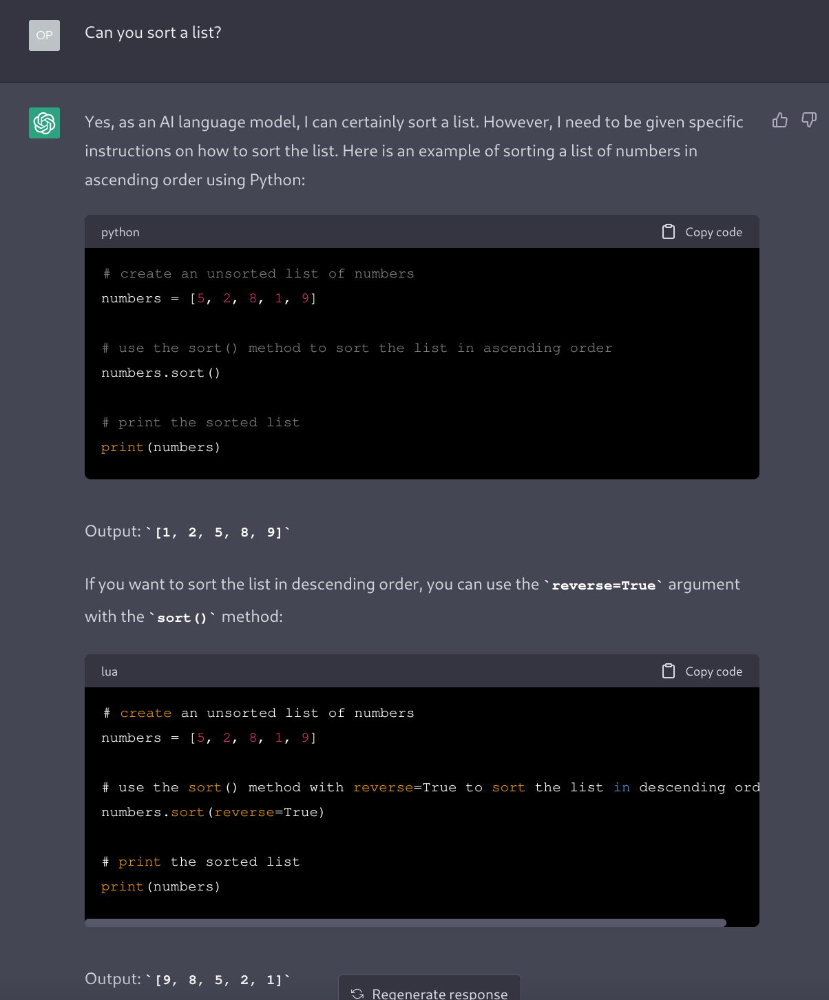 OP
Can you sort a list?
Yes, as an AI language model, I can certainly sort a list. However, I need to be given specific
instructions on how to sort the list. Here is an example of sorting a list of numbers in
ascending order using Python:
python
Copy code
# create an unsorted list of numbers
numbers = [5, 2, 8, 1, 9]
# use the sort() method to sort the list in ascending order
numbers.sort()
# print the sorted list
print(numbers)
Output: `[1, 2, 5, 8, 9]`
If you want to sort the list in descending order, you can use the `reverse=True` argument
with the `sort()` method:
lua
Copy code
# create an unsorted list of numbers
numbers = [5, 2, 8, 1, 9]
# use the sort() method with reverse=True to sort the list in descending ord
numbers.sort(reverse=True)
# print the sorted list
print(numbers)
Output: `[9, 8, 5, 2, 1]`
Regenerate response